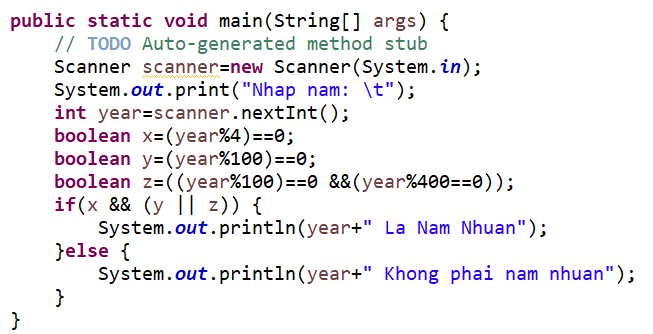 public static void main(String[] args) {
    // TODO Auto-generated method stub
    Scanner scanner=new Scanner(System.in);
    System.out.print("Nhap nam: \t");
    int year=scanner.nextInt();
    boolean x=(year%4)==0;
    boolean y=(year%100)==0;
    boolean z=((year%100)==0 &&(year%400==0));
    if(x && (y || z)) {
        System.out.println(year+" La Nam Nhuan");
    }else {
        System.out.println(year+" Khong phai nam nhuan");
    }
}